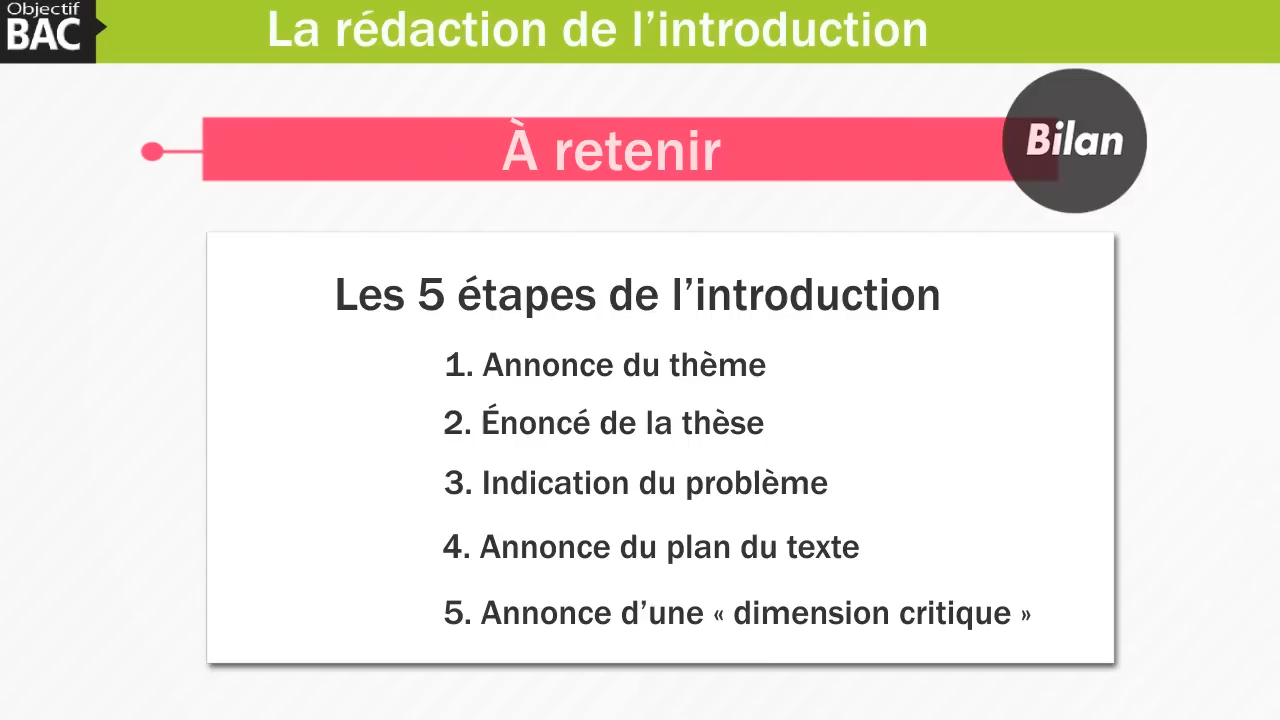 Objectif
BAC
La rédaction de l’introduction
À retenir
Bilan
Les 5 étapes de l’introduction
1. Annonce du thème
2. Énoncé de la thèse
3. Indication du problème
4. Annonce du plan du texte
5. Annonce d’une « dimension critique »